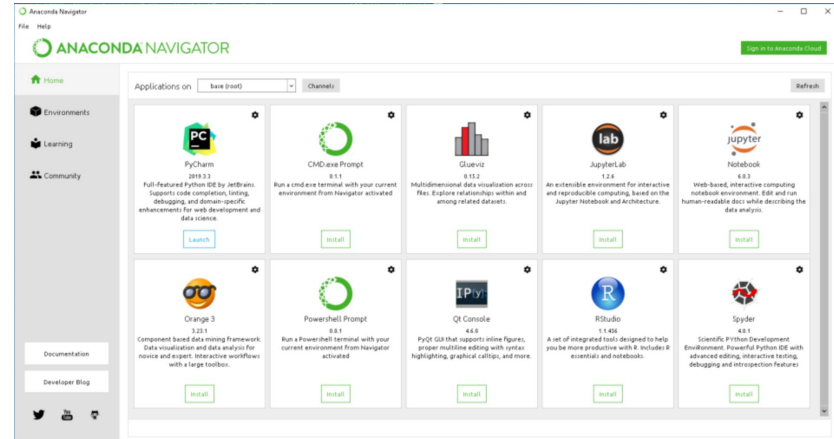 Anaconda Navigator
File Help
ANACONDA NAVIGATOR
Sign in to Anaconda Cloud
Home
Environments
Learning
Community
Documentation
Developer Blog
Applications on base (root) Channels Refresh
PC
PyCharm
2019.3.3
Full-featured Python IDE by JetBrains.
Supports code completion, linting,
debugging, and domain-specific
enhancements for web development and
data science.
Launch
CMD.exe Prompt
0.1.1
Run a cmd.exe terminal with your current
environment from Navigator activated
Install
Glueviz
0.15.2
Multidimensional data visualization across
files. Explore relationships within and
among related datasets.
Install
lab
JupyterLab
1.2.6
An extensible environment for interactive
and reproducible computing, based on the
Jupyter Notebook and Architecture.
Install
jupyter
Notebook
6.0.3
Web-based, interactive computing
notebook environment. Edit and run
human-readable docs while describing the
data analysis.
Install
Orange 3
3.23.1
Component based data mining framework.
Data visualization and data analysis for
novice and expert. Interactive workflows
with a large toolbox.
Install
Powershell Prompt
0.0.1
Run a Powershell terminal with your
current environment from Navigator
activated
Install
IP[y]:
Qt Console
4.6.0
PyQt GUI that supports inline figures,
proper multiline editing with syntax
highlighting, graphical calltips, and more.
Install
R
RStudio
1.1.456
A set of integrated tools designed to help
you be more productive with R. Includes R
essentials and notebooks.
Install
Spyder
4.0.1
Scientific PYthon Development
EnviRonment. Powerful Python IDE with
advanced editing, interactive testing,
debugging and introspection features
Install